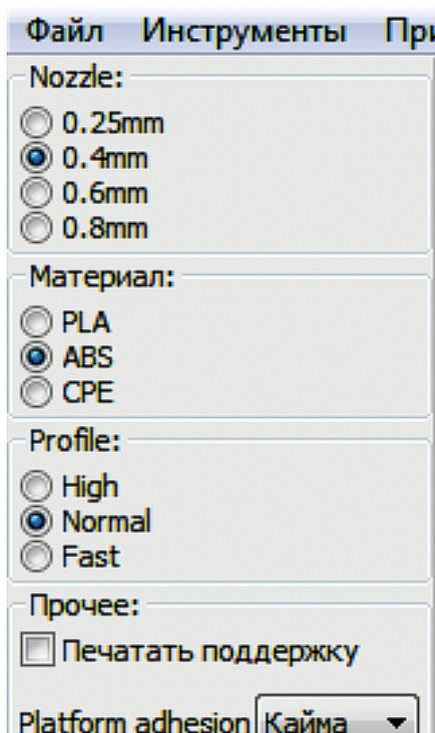 Файл Инструменты При
Nozzle:
0.25mm
0.4mm
0.6mm
0.8mm
Материал:
PLA
ABS
CPE
Profile:
High
Normal
Fast
Прочее:
Печатать поддержку
Platform adhesion Кайма